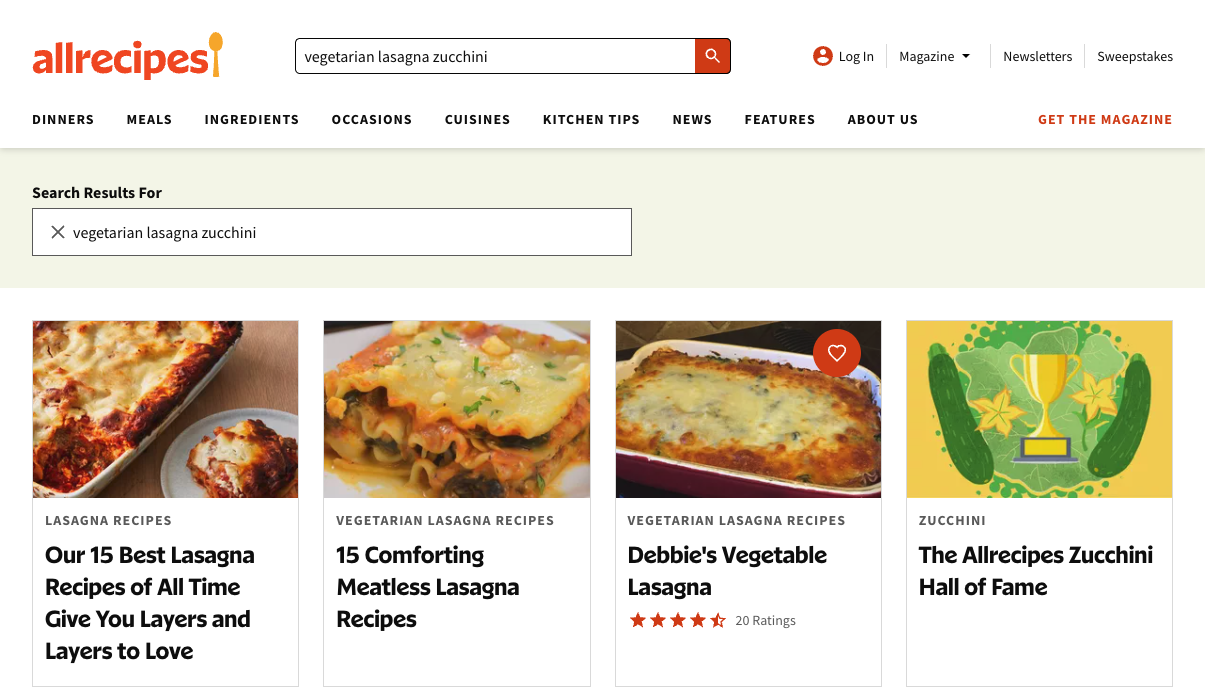 allrecipes
vegetarian lasagna zucchini
Log In
Magazine
Newsletters
Sweepstakes
DINNERS
MEALS
INGREDIENTS
OCCASIONS
CUISINES
KITCHEN TIPS
NEWS
FEATURES
ABOUT US
GET THE MAGAZINE
Search Results For
vegetarian lasagna zucchini
LASAGNA RECIPES
Our 15 Best Lasagna
Recipes of All Time
Give You Layers and
Layers to Love
VEGETARIAN LASAGNA RECIPES
15 Comforting
Meatless Lasagna
Recipes
VEGETARIAN LASAGNA RECIPES
Debbie's Vegetable
Lasagna
20 Ratings
ZUCCHINI
The Allrecipes Zucchini
Hall of Fame